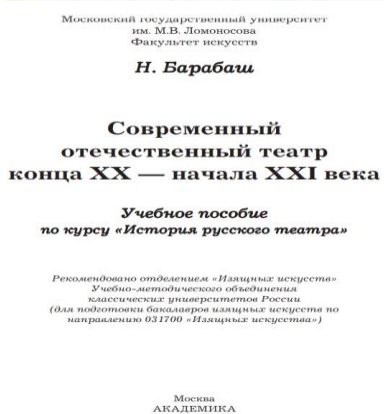 Московский государственный университет
им. М.В. Ломоносова
Факультет искусств
Н. Барабаш
Современный
отечественный театр
конца XX — начала XXI века
Учебное пособие
по курсу «История русского театра»
Рекомендовано отделением «Изящных искусств»
Учебно-методического объединения
классических университетов России
(для подготовки бакалавров изящных искусств по
направлению 031700 «Изящных искусства»)
Москва
АКАДЕМИКА